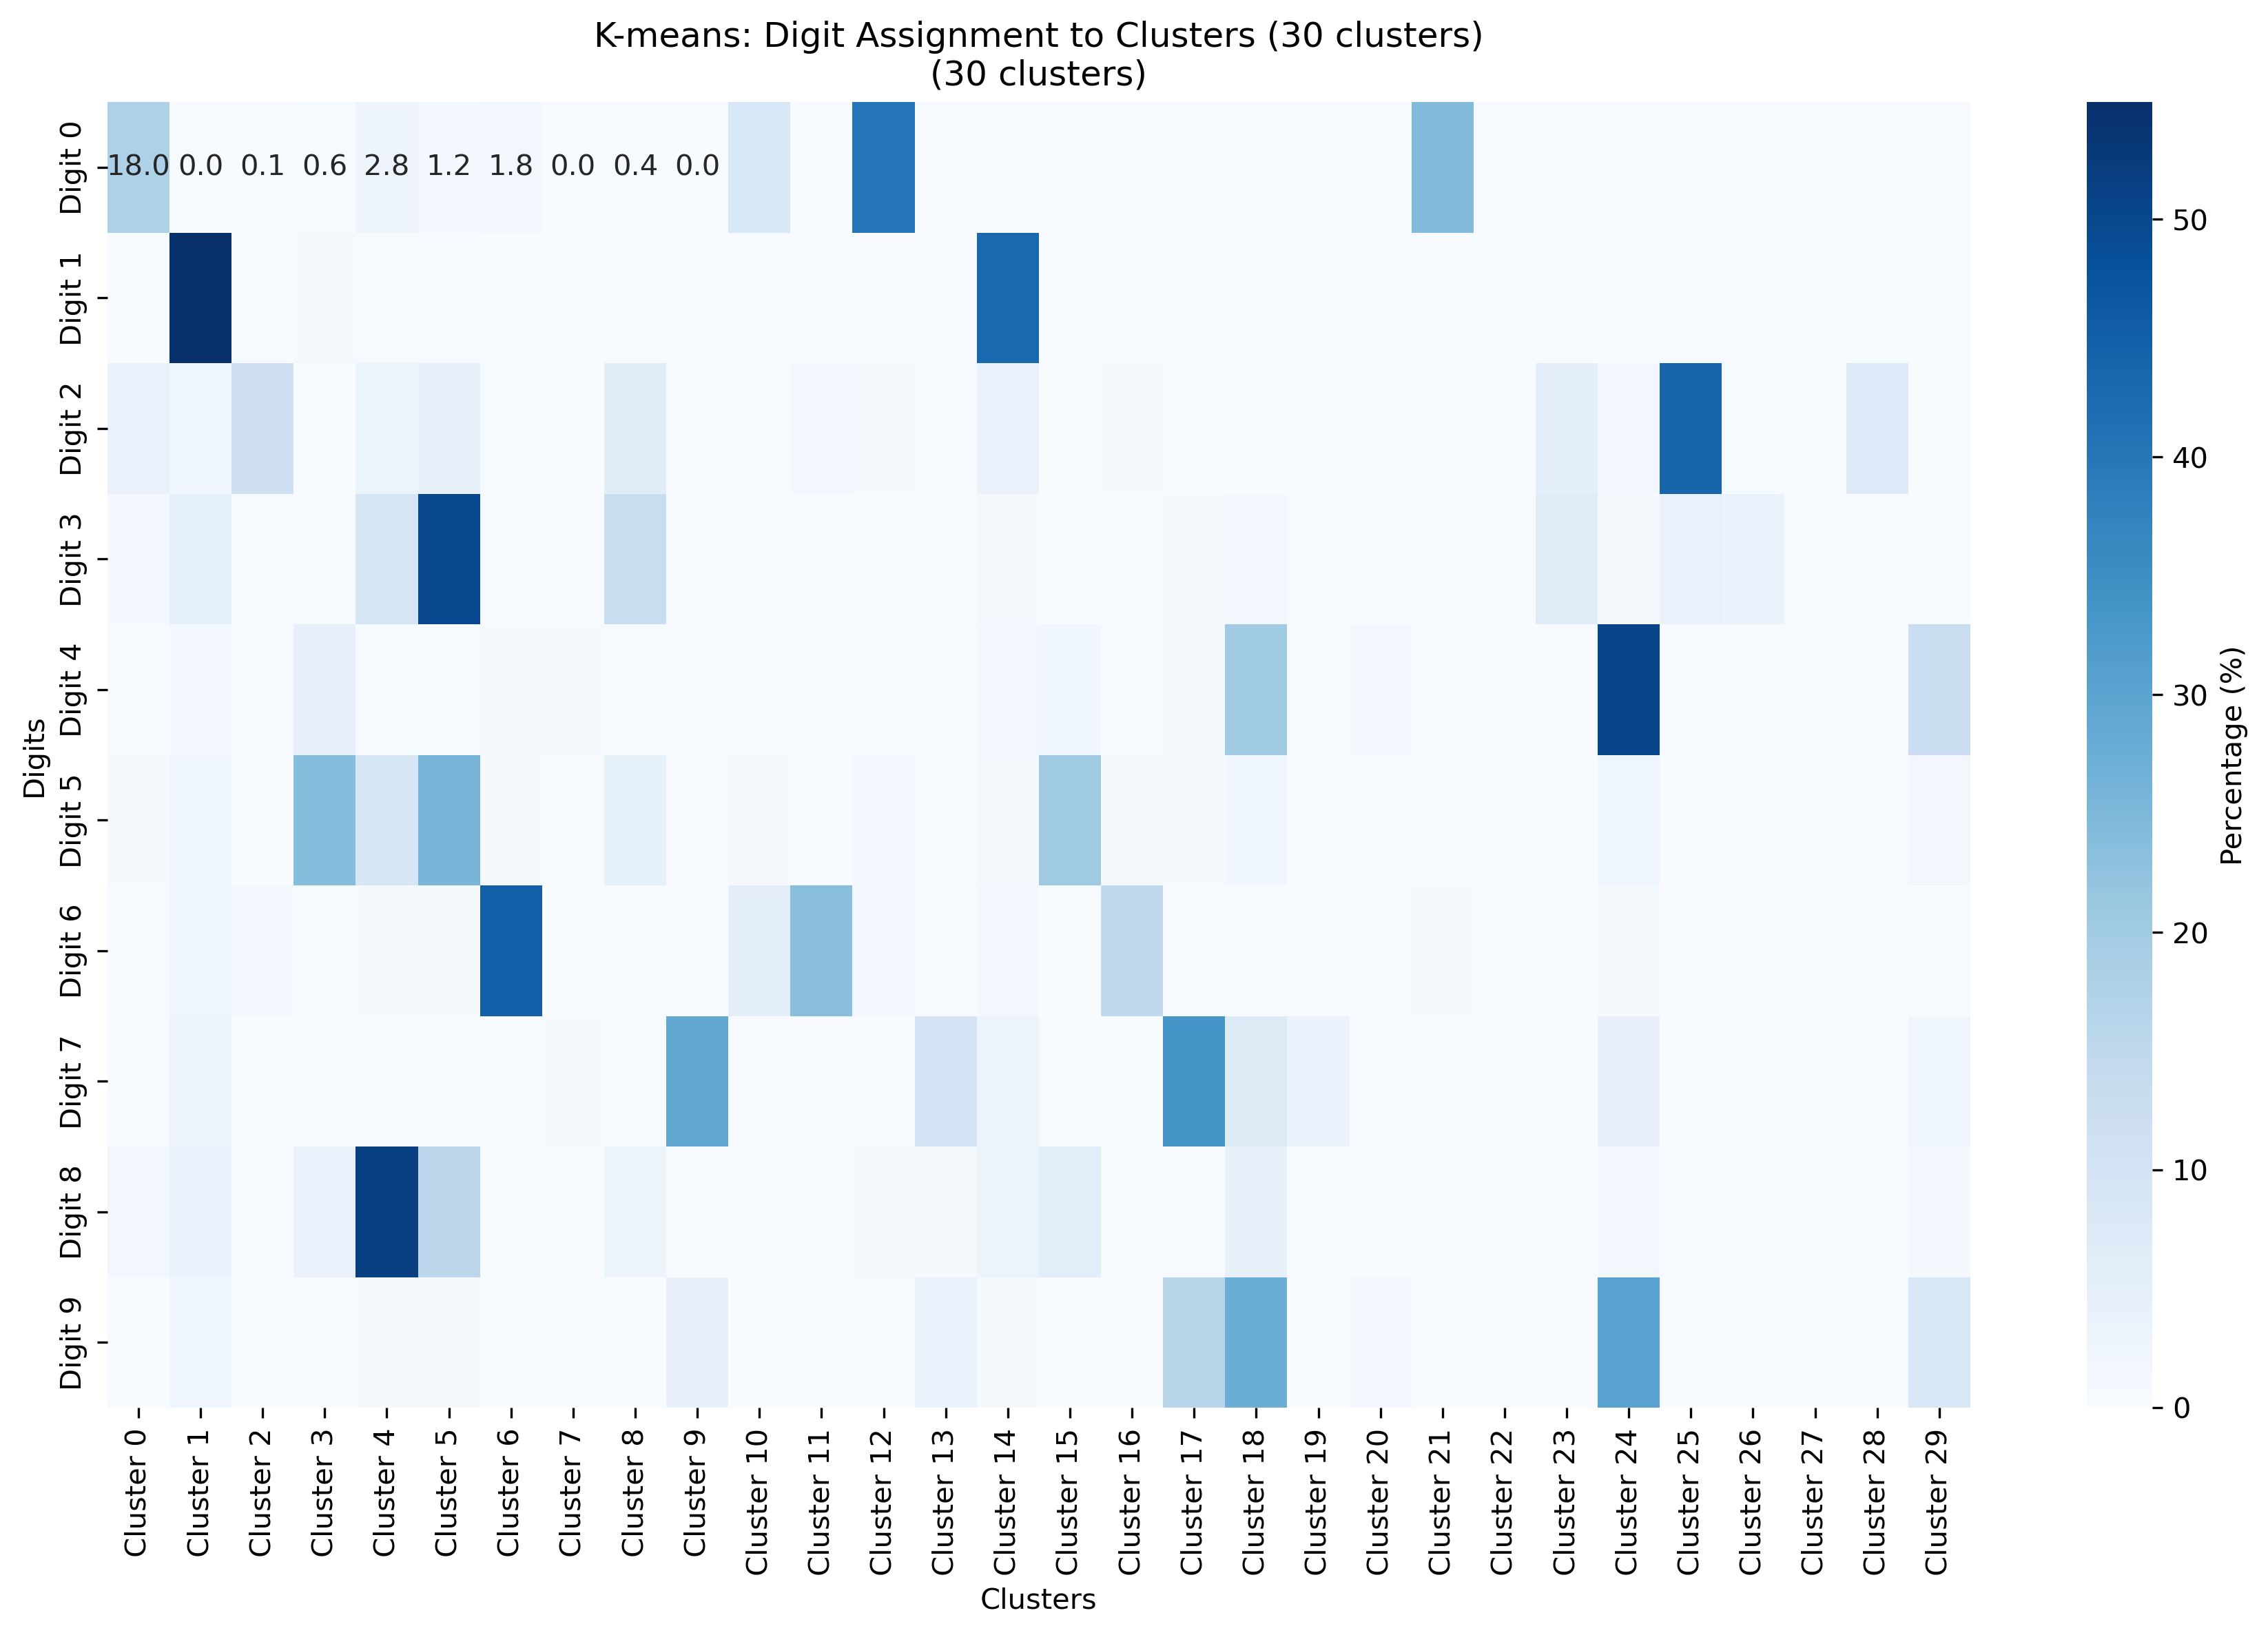 K-means: Digit Assignment to Clusters (30 clusters)
(30 clusters)
Digits
Digit 0
18.0 0.0 0.1 0.6 2.8 1.2 1.8 0.0 0.4 0.0
Digit 1
Digit 2
Digit 3
Digit 4
Digit 5
Digit 6
Digit 7
Digit 8
Digit 9
Cluster 0
Cluster 1
Cluster 2
Cluster 3
Cluster 4
Cluster 5
Cluster 6
Cluster 7
Cluster 8
Cluster 9
Cluster 10
Cluster 11
Cluster 12
Cluster 13
Cluster 14
Cluster 15
Cluster 16
Cluster 17
Cluster 18
Cluster 19
Cluster 20
Cluster 21
Cluster 22
Cluster 23
Cluster 24
Cluster 25
Cluster 26
Cluster 27
Cluster 28
Cluster 29
Clusters
50
40
30
20
10
0
Percentage (%)